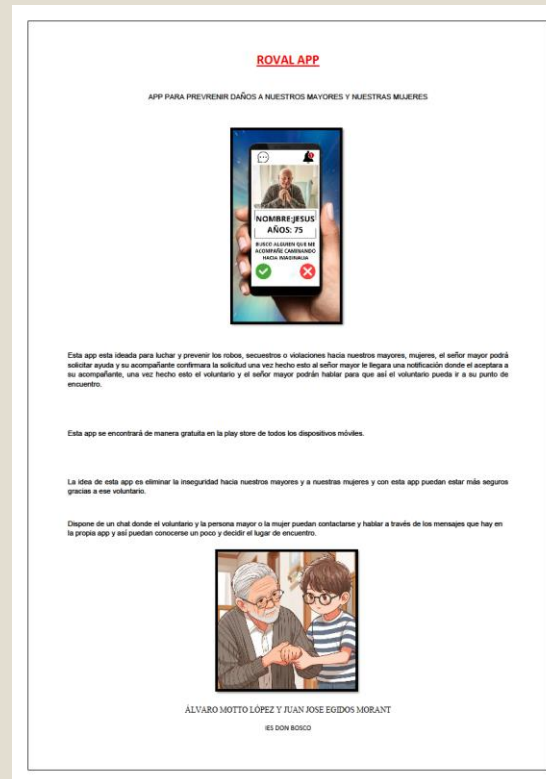 ROVAL APP
APP PARA PREVRENIR DAÑOS A NUESTROS MAYORES Y NUESTRAS MUJERES
NOMBRE:JESUS
AÑOS: 75
BUSCO ALGUIEN QUE ME
ACOMPAÑE CAMINANDO
HACIA IMAGINALIA
Esta app esta ideada para luchar y prevenir los robos, secuestros o violaciones hacia nuestros mayores, mujeres, el señor mayor podrá
solicitar ayuda y su acompañante confirmara la solicitud una vez hecho esto al señor mayor le llegara una notificación donde el aceptara a
su acompañante, una vez hecho esto el voluntario y el señor mayor podrán hablar para que así el voluntario pueda ir a su punto de
encuentro.
Esta app se encontrará de manera gratuita en la play store de todos los dispositivos móviles.
La idea de esta app es eliminar la inseguridad hacia nuestros mayores y a nuestras mujeres y con esta app puedan estar más seguros
gracias a ese voluntario.
Dispone de un chat donde el voluntario y la persona mayor o la mujer puedan contactarse y hablar a través de los mensajes que hay en
la propia app y así puedan conocerse un poco y decidir el lugar de encuentro.
ÁLVARO MOTTO LÓPEZ Y JUAN JOSE EGIDOS MORANT
IES DON BOSCO